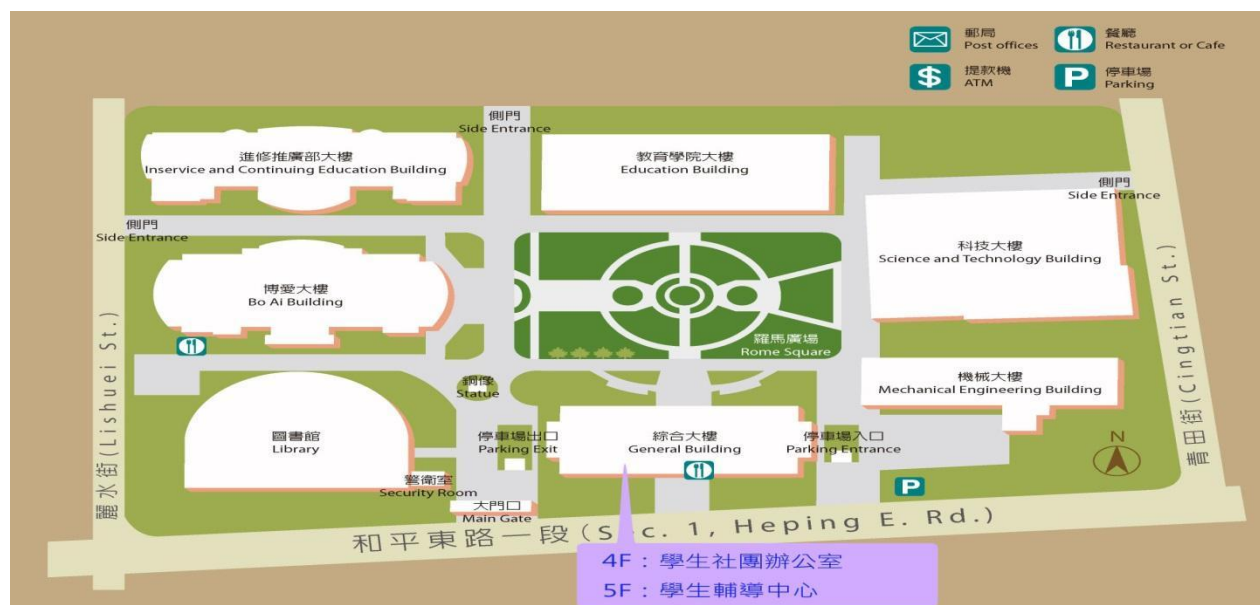 郵局
Post offices
餐廳
Restaurant or Cafe
提款機
ATM
P
停車場
Parking
側門
Side Entrance
進修推廣部大樓
Inservice and Continuing Education Building
教育學院大樓
Education Building
側門
Side Entrance
側門
Side Entrance
科技大樓
Science and Technology Building
博愛大樓
Bo Ai Building
羅馬廣場
Rome Square
麗水街(Lishuei St.)
青田街(Cingtian St.)
機械大樓
Mechanical Engineering Building
銅像
Statue
圖書館
Library
停車場出口
Parking Exit
綜合大樓
General Building
停車場入口
Parking Entrance
N
警衛室
Security Room
P
大門口
Main Gate
和平東路一段(Sec. 1, Heping E. Rd.)
4F：學生社團辦公室
5F：學生輔導中心